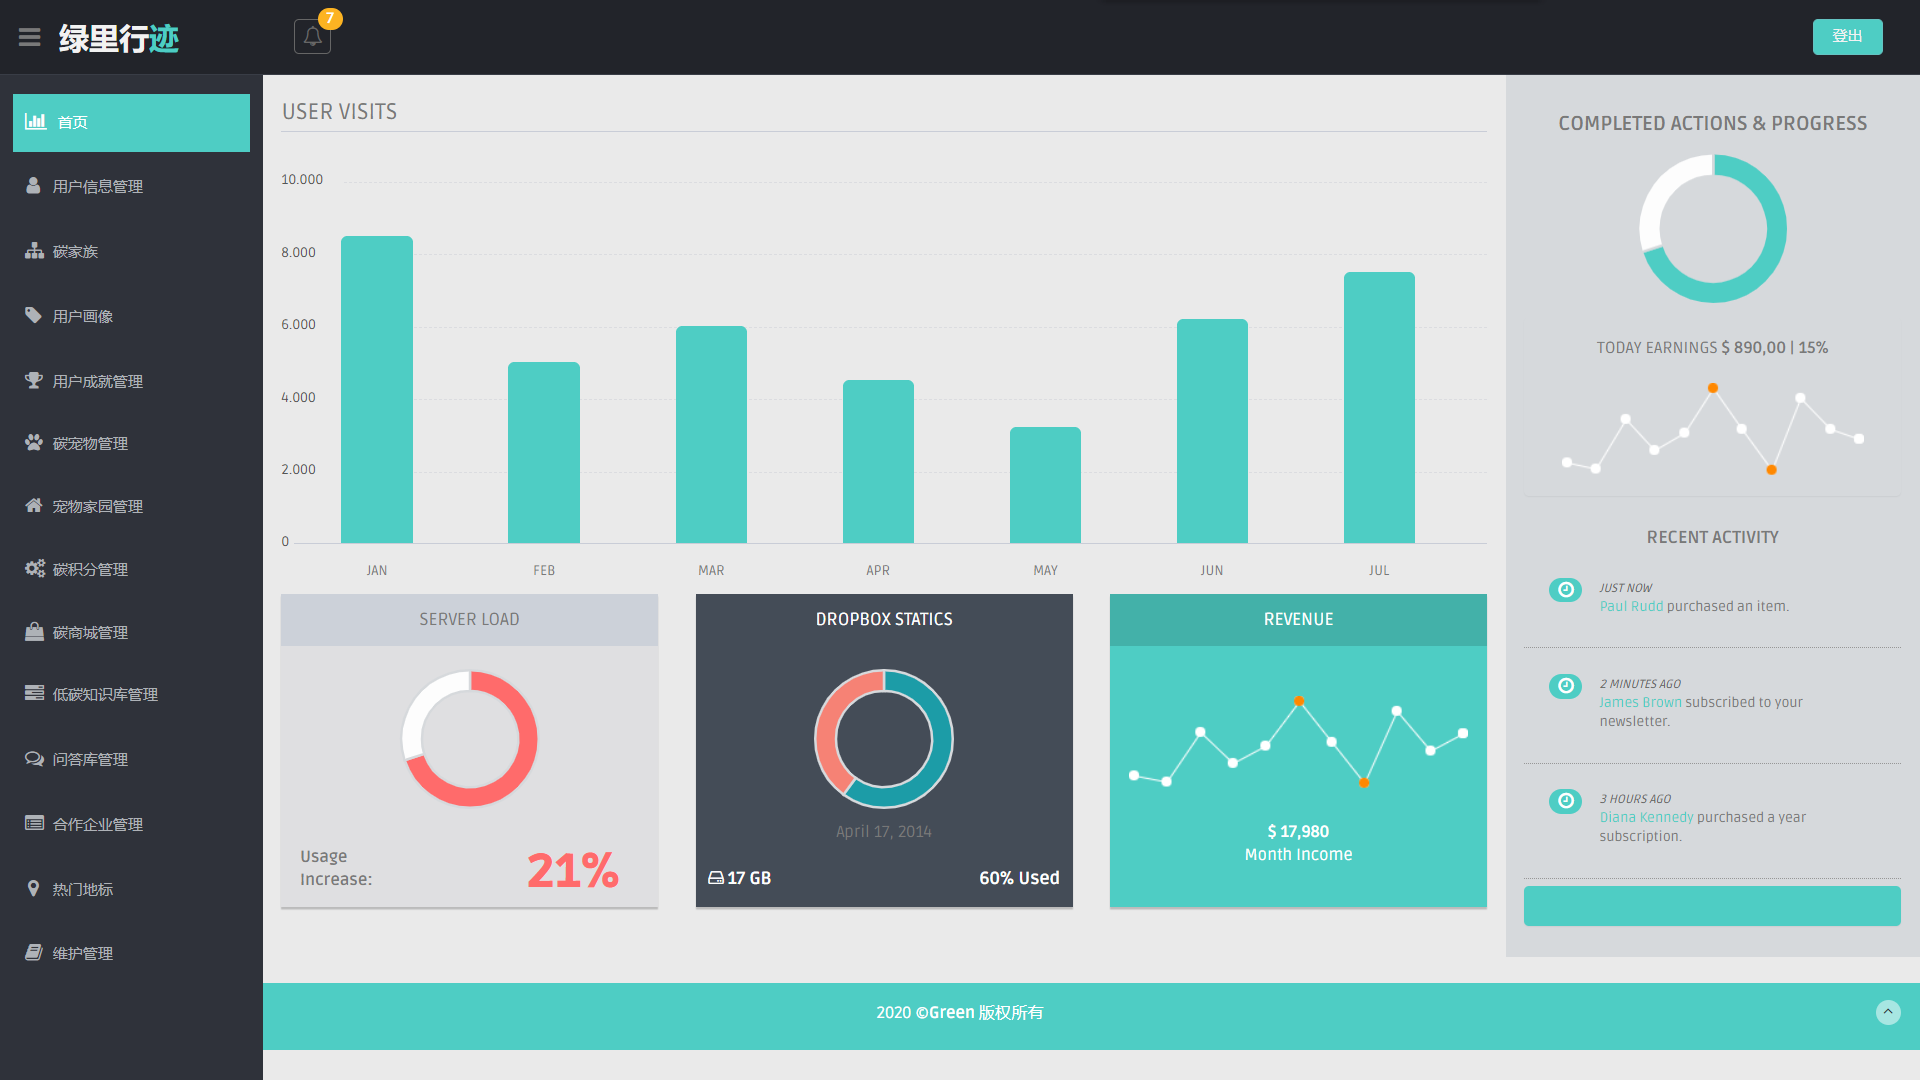 绿里行迹
7
登出
首页
用户信息管理
碳家族
用户画像
用户成就管理
碳宠物管理
宠物家园管理
碳积分管理
碳商城管理
低碳知识库管理
问答库管理
合作企业管理
热门地标
维护管理
USER VISITS
10.000
8.000
6.000
4.000
2.000
0
JAN FEB MAR APR MAY JUN JUL
SERVER LOAD
Usage
Increase:
21%
DROPBOX STATICS
April 17, 2014
17 GB
60% Used
REVENUE
$ 17,980
Month Income
COMPLETED ACTIONS & PROGRESS
TODAY EARNINGS $ 890,00 | 15%
RECENT ACTIVITY
JUST NOW
Paul Rudd purchased an item.
2 MINUTES AGO
James Brown subscribed to your
newsletter.
3 HOURS AGO
Diana Kennedy purchased a year
subscription.
2020 ©Green 版权所有